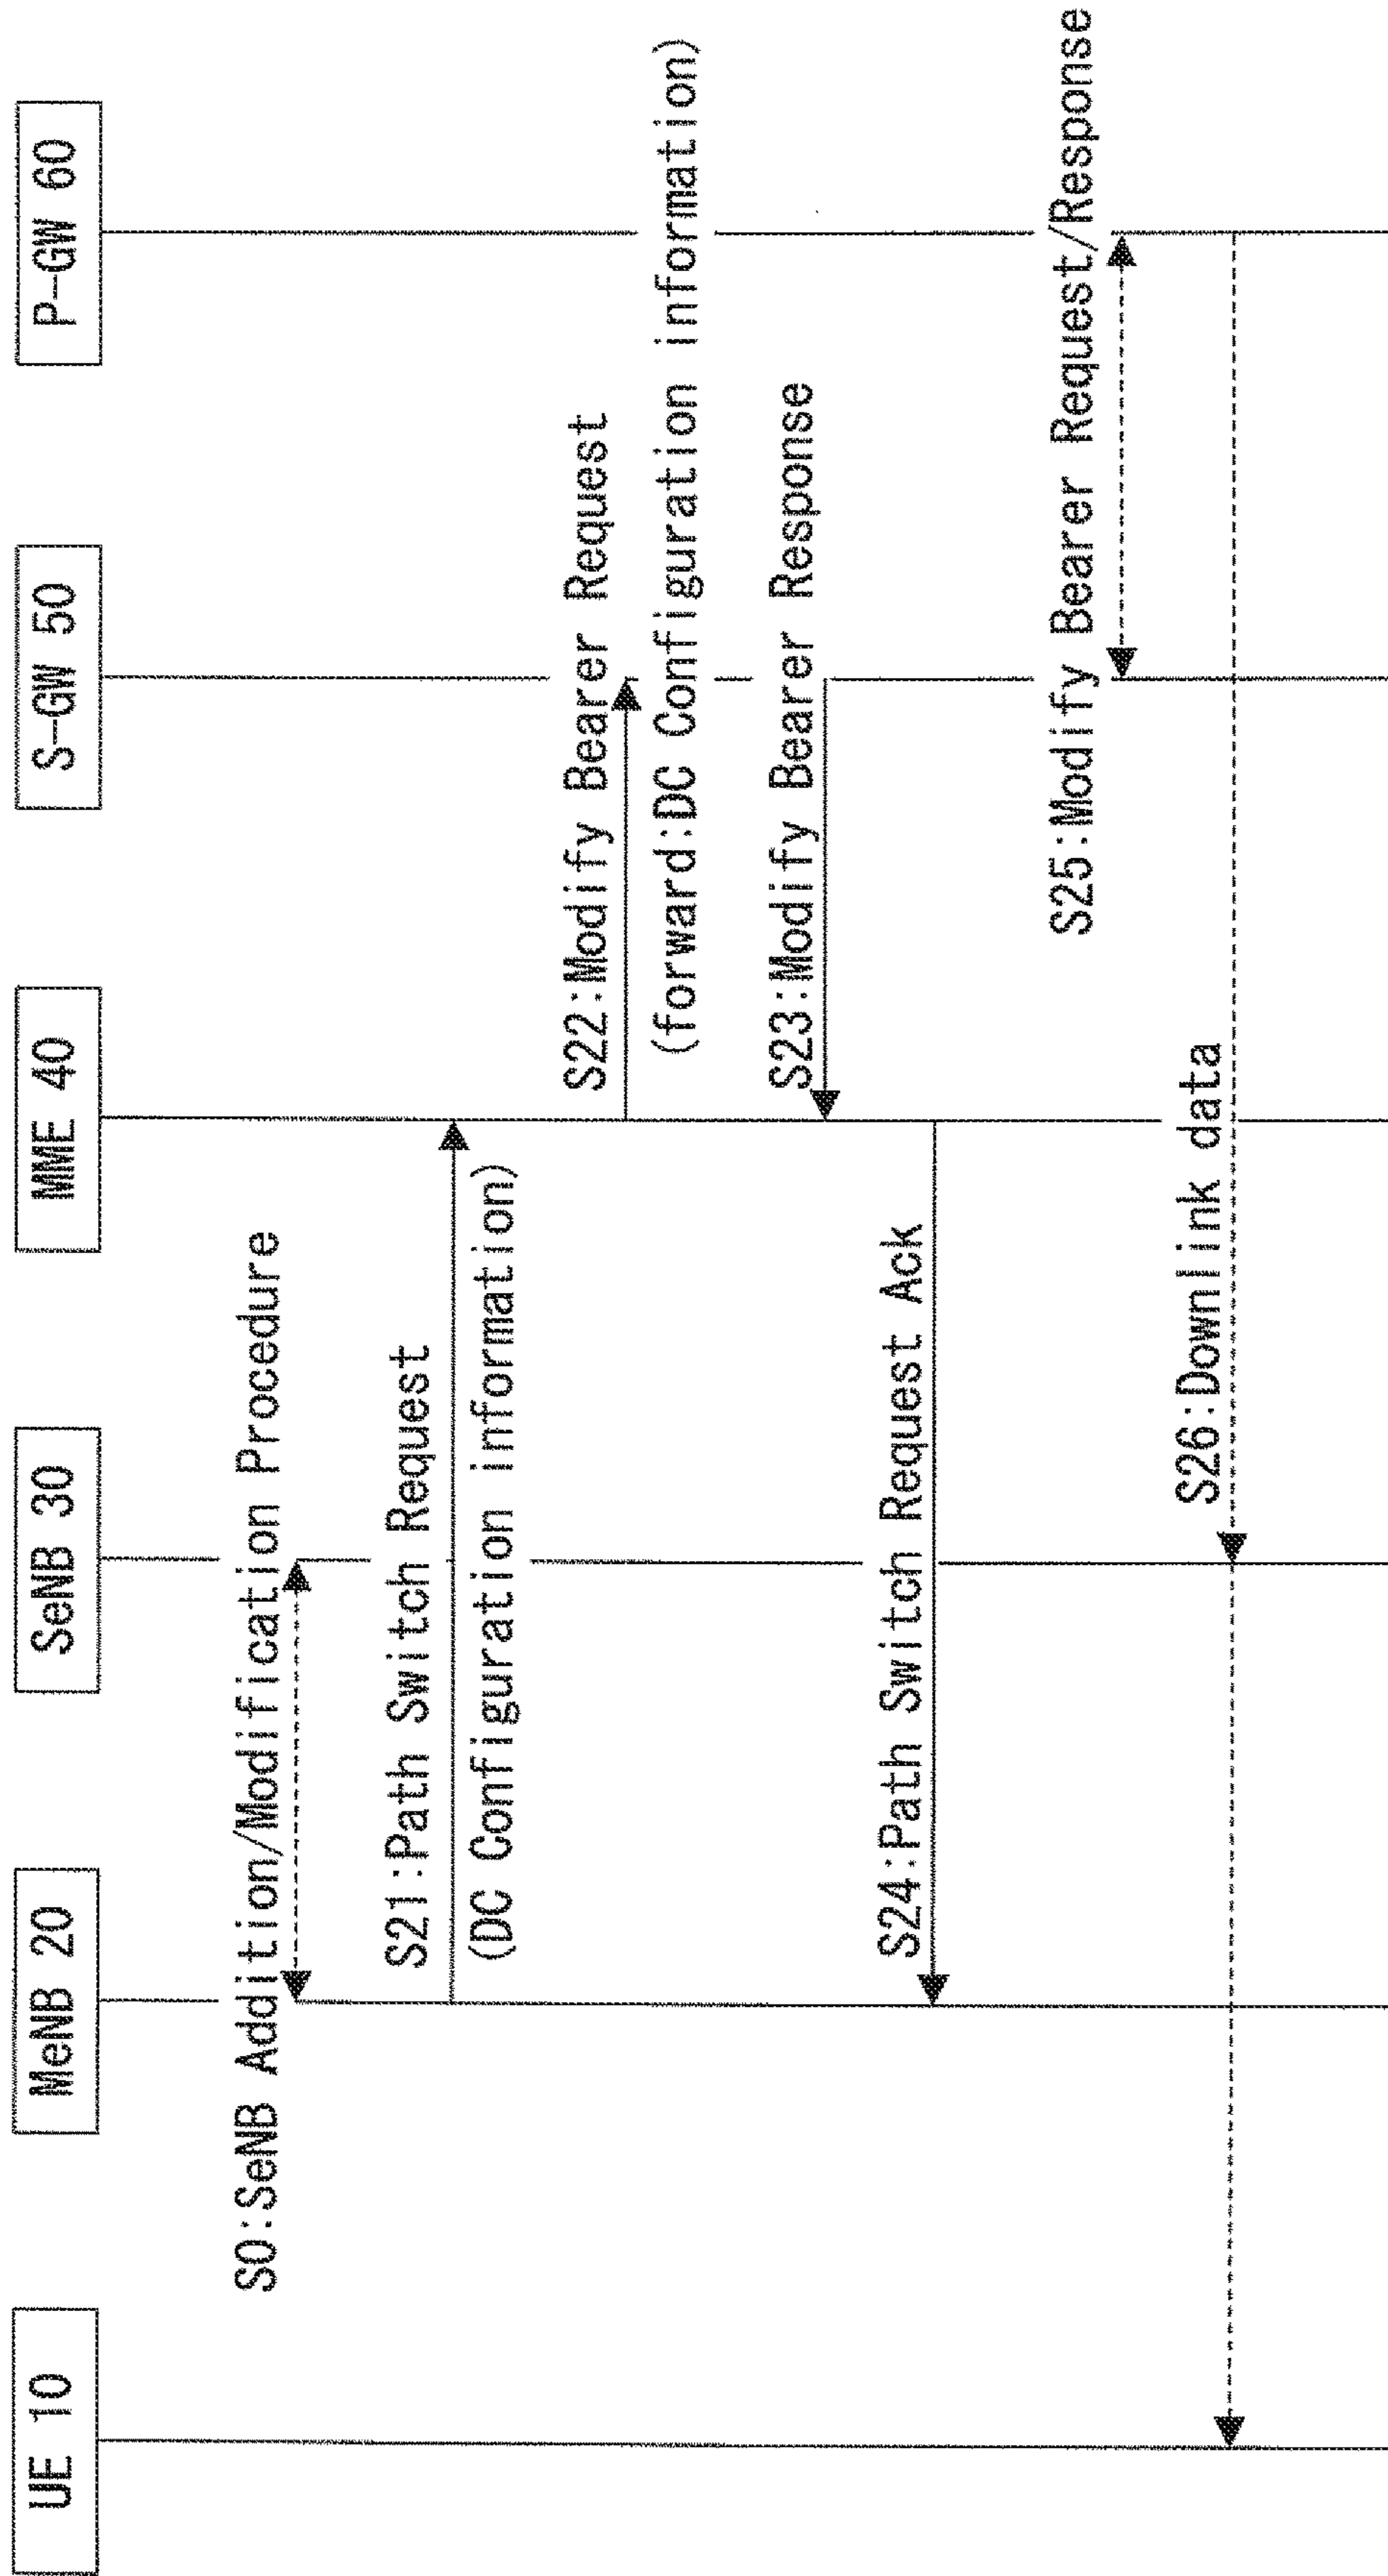 UE 10
MeNB 20
SeNB 30
MME 40
S-GW 50
P-GW 60
S0:SeNB Addition/Modification Procedure
S21:Path Switch Request
(DC Configuration information)
S22:Modify Bearer Request
(forward:DC Configuration information)
S23:Modify Bearer Response
S24:Path Switch Request Ack
S25:Modify Bearer Request/Response
S26:Downlink data